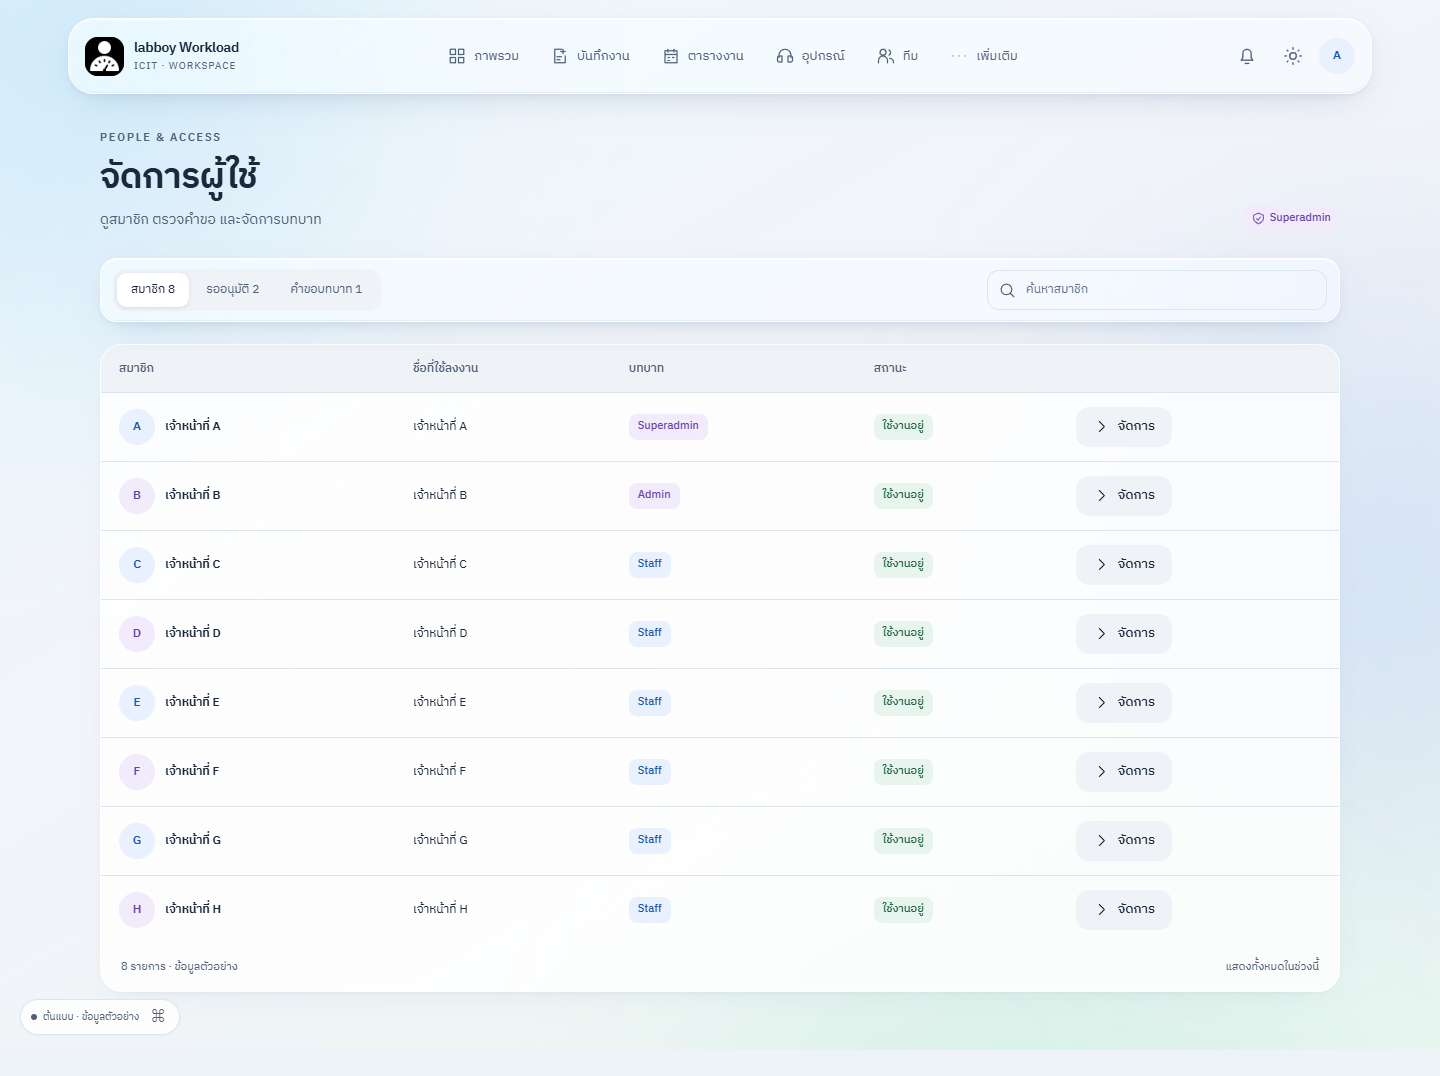 labboy Workload
ICIT · WORKSPACE
ภาพรวม
บันทึกงาน
ตารางงาน
อุปกรณ์
ทีม
เพิ่มเติม
A
PEOPLE & ACCESS
จัดการผู้ใช้
ดูสมาชิก ตรวจคำขอ และจัดการบทบาท
Superadmin
สมาชิก 8
รออนุมัติ 2
คำขอบทบาท 1
ค้นหาสมาชิก
สมาชิก ชื่อที่ใช้ลงงาน บทบาท สถานะ
A เจ้าหน้าที่ A เจ้าหน้าที่ A Superadmin ใช้งานอยู่ จัดการ
B เจ้าหน้าที่ B เจ้าหน้าที่ B Admin ใช้งานอยู่ จัดการ
C เจ้าหน้าที่ C เจ้าหน้าที่ C Staff ใช้งานอยู่ จัดการ
D เจ้าหน้าที่ D เจ้าหน้าที่ D Staff ใช้งานอยู่ จัดการ
E เจ้าหน้าที่ E เจ้าหน้าที่ E Staff ใช้งานอยู่ จัดการ
F เจ้าหน้าที่ F เจ้าหน้าที่ F Staff ใช้งานอยู่ จัดการ
G เจ้าหน้าที่ G เจ้าหน้าที่ G Staff ใช้งานอยู่ จัดการ
H เจ้าหน้าที่ H เจ้าหน้าที่ H Staff ใช้งานอยู่ จัดการ
8 รายการ · ข้อมูลตัวอย่าง
แสดงทั้งหมดในช่วงนี้
ต้นแบบ · ข้อมูลตัวอย่าง ⌘